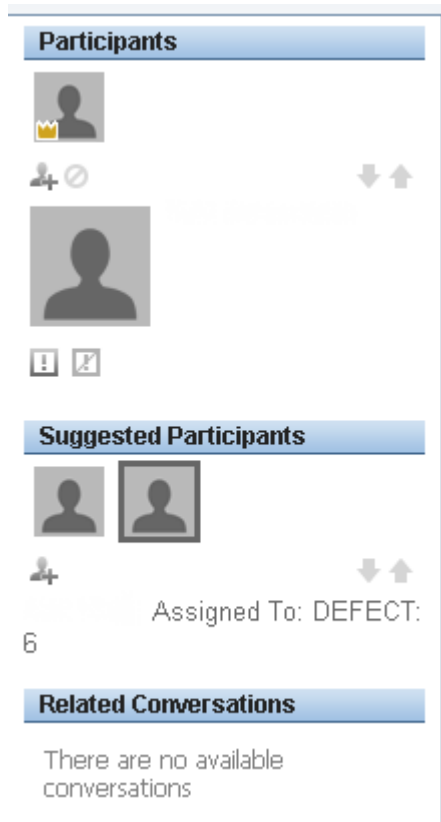 Participants
Suggested Participants
Assigned To: DEFECT:
6
Related Conversations
There are no available
conversations